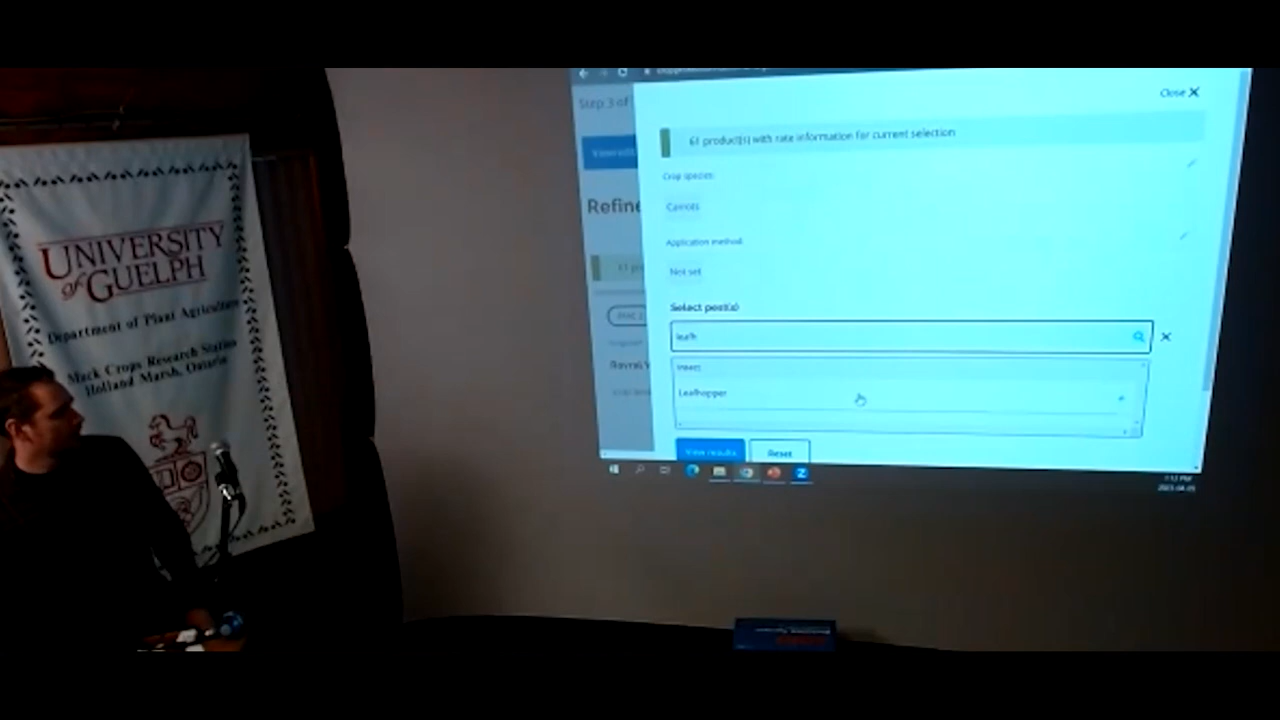 UNIVERSITY
of GUELPH
Department of Plant Agriculture
Muck Crops Research Station
Holland Marsh, Ontario
Step 3 of
Refine
Close X
61 product(s) with rate information for current selection
Crop species:
Carrots
Application method:
Not set
Select pest(s)
leafh
Insect
Leafhopper
View results
Reset